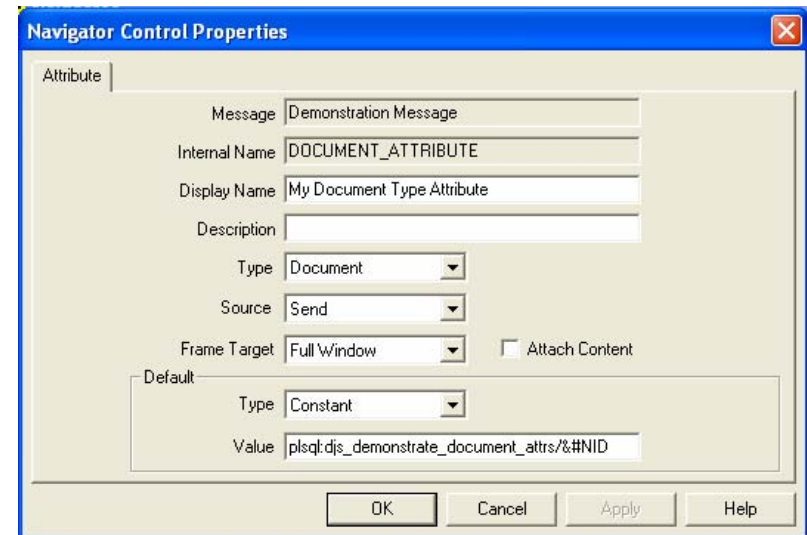 Navigator Control Properties
Attribute
Message Demonstration Message
Internal Name DOCUMENT_ATTRIBUTE
Display Name My Document Type Attribute
Description
Type Document
Source Send
Frame Target Full Window Attach Content
Default
Type Constant
Value plsql:djs_demonstrate_document_attrs/&#NID
OK Cancel Apply Help